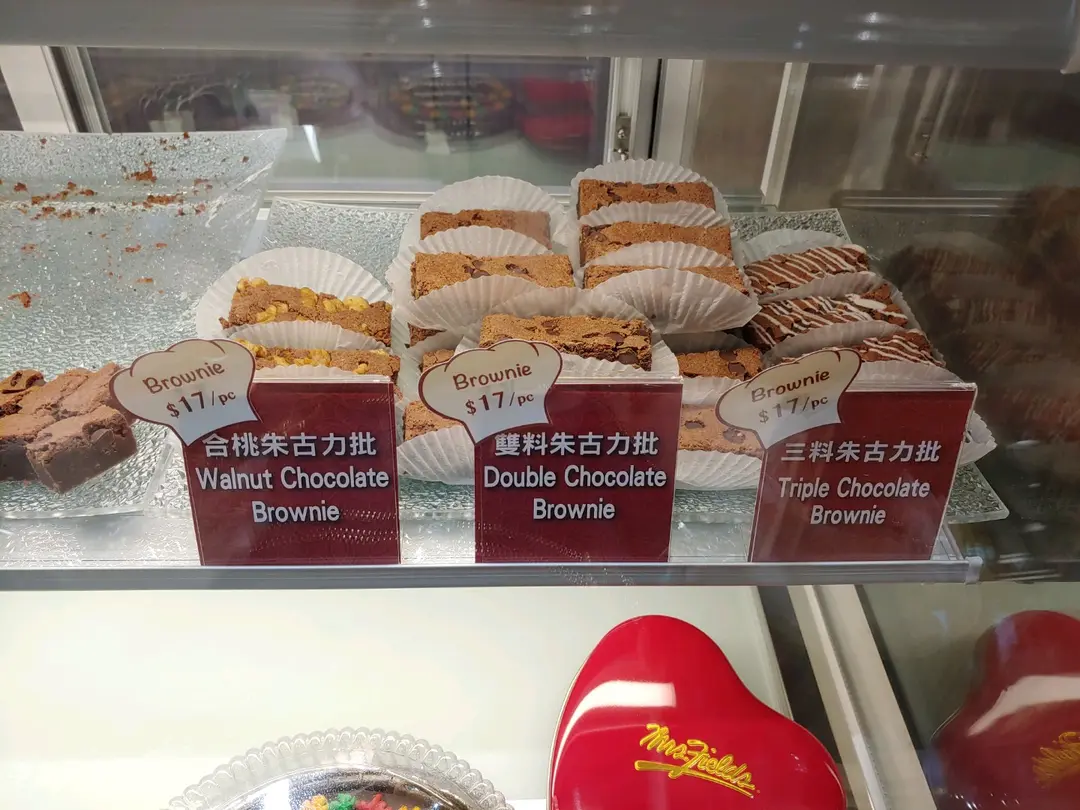 Brownie
$17/pc
合桃朱古力批
Walnut Chocolate
Brownie
Brownie
$17/pc
雙料朱古力批
Double Chocolate
Brownie
Brownie
$17/pc
三料朱古力批
Triple Chocolate
Brownie
Mrs. Fields